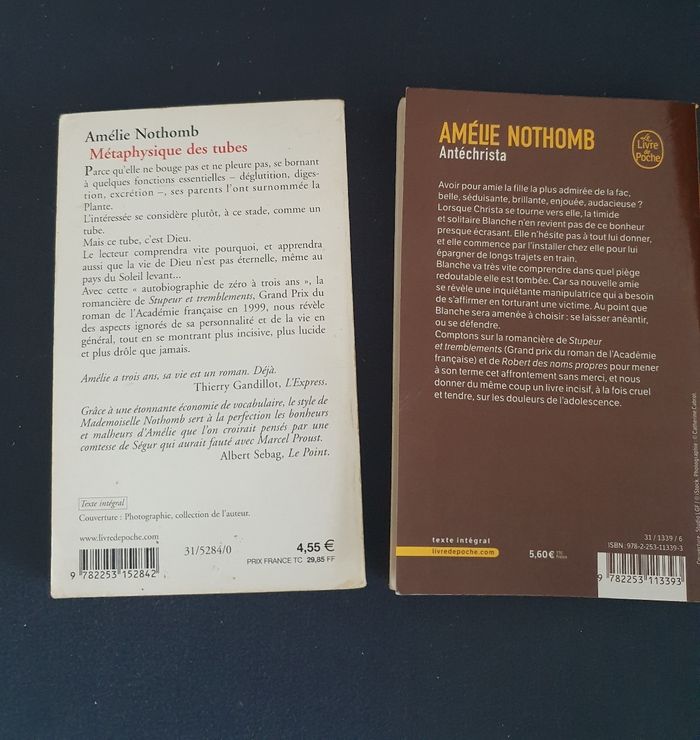 Amélie Nothomb
Métaphysique des tubes
Parce qu'elle ne bouge pas et ne pleure pas, se bornant
à quelques fonctions essentielles – déglutition, diges-
tion, excrétion –, ses parents l'ont surnommée la
Plante.
L'intéressée se considère plutôt, à ce stade, comme un
tube.
Mais ce tube, c'est Dieu.
Le lecteur comprendra vite pourquoi, et apprendra
aussi que la vie de Dieu n'est pas éternelle, même au
pays du Soleil levant...
Avec cette « autobiographie de zéro à trois ans », la
romancière de Stupeur et tremblements, Grand Prix du
roman de l'Académie française en 1999, nous révèle
des aspects ignorés de sa personnalité et de la vie en
général, tout en se montrant plus incisive, plus lucide
et plus drôle que jamais.
Amélie a trois ans, sa vie est un roman. Déjà.
Thierry Gandillot, L'Express.
Grâce à une étonnante économie de vocabulaire, le style de
Mademoiselle Nothomb sert à la perfection les bonheurs
et malheurs d'Amélie que l'on croirait pensés par une
comtesse de Ségur qui aurait fauté avec Marcel Proust.
Albert Sebag, Le Point.
Texte intégral
Couverture : Photographie, collection de l'auteur.
www.livredepoche.com
31/5284/0
4,55 €
PRIX FRANCE TC 29,85 FF
9 782253 152842
AMÉLIE NOTHOMB
Antéchrista
Le Livre de Poche
Avoir pour amie la fille la plus admirée de la fac,
belle, séduisante, brillante, enjouée, audacieuse ?
Lorsque Christa se tourne vers elle, la timide
et solitaire Blanche n'en revient pas de ce bonheur
presque écrasant. Elle n'hésite pas à tout lui donner,
et elle commence par l'installer chez elle pour lui
épargner de longs trajets en train.
Blanche va très vite comprendre dans quel piège
redoutable elle est tombée. Car sa nouvelle amie
se révèle une inquiétante manipulatrice qui a besoin
de s'affirmer en torturant une victime. Au point que
Blanche sera amenée à choisir : se laisser anéantir,
ou se défendre.
Comptons sur la romancière de Stupeur
et tremblements (Grand prix du roman de l'Académie
française) et de Robert des noms propres pour mener
à son terme cet affrontement sans merci, et nous
donner du même coup un livre incisif, à la fois cruel
et tendre, sur les douleurs de l'adolescence.
texte intégral
livredepoche.com
5,60 €
31 / 1339 / 6
ISBN : 978-2-253-11339-3
9 782253 113393
iStock. Photographie : © Catherine Cabrol.